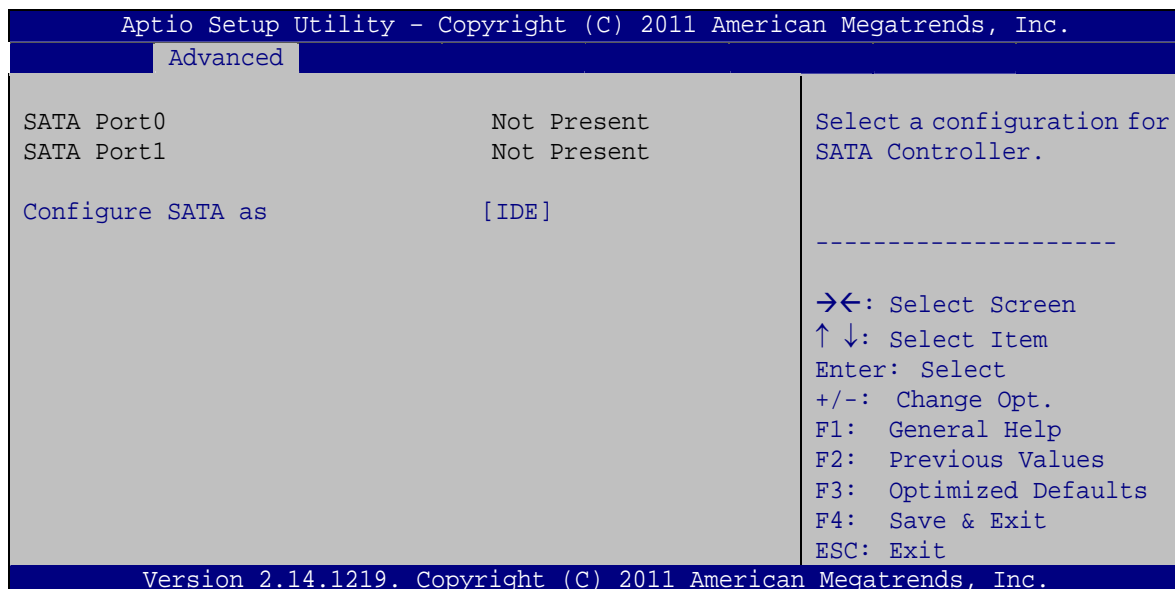 Aptio Setup Utility – Copyright (C) 2011 American Megatrends, Inc.
Advanced
SATA Port0 Not Present
SATA Port1 Not Present
Configure SATA as [IDE]
Select a configuration for
SATA Controller.
---------------------
→←: Select Screen
↑ ↓: Select Item
Enter: Select
+/-: Change Opt.
F1: General Help
F2: Previous Values
F3: Optimized Defaults
F4: Save & Exit
ESC: Exit
Version 2.14.1219. Copyright (C) 2011 American Megatrends, Inc.